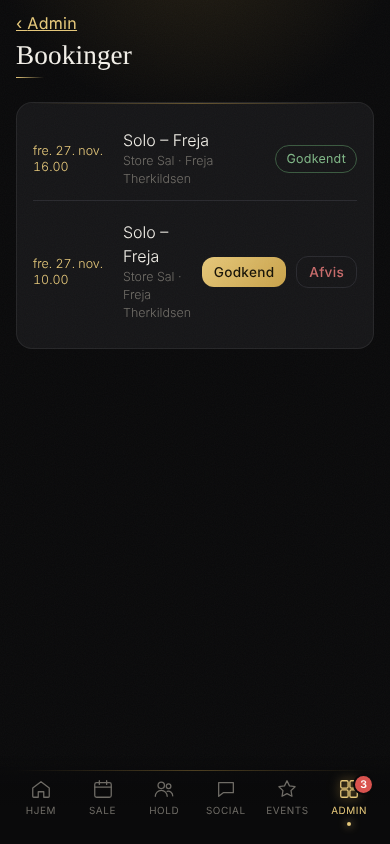 ‹ Admin
Bookinger
fre. 27. nov.
16.00
Solo – Freja
Store Sal · Freja
Therkildsen
Godkendt
fre. 27. nov.
10.00
Solo –
Freja
Store Sal ·
Freja
Therkildsen
Godkend
Afvis
3
HJEM
SALE
HOLD
SOCIAL
EVENTS
ADMIN